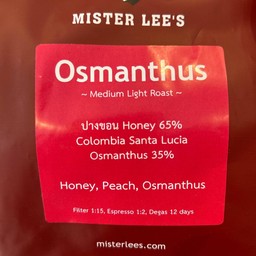 MISTER LEE'S
Osmanthus
~ Medium Light Roast ~
ปางขอน Honey 65%
Colombia Santa Lucia
Osmanthus 35%
Honey, Peach, Osmanthus
Filter 1:15, Espresso 1:2, Degas 12 days
misterlees.com